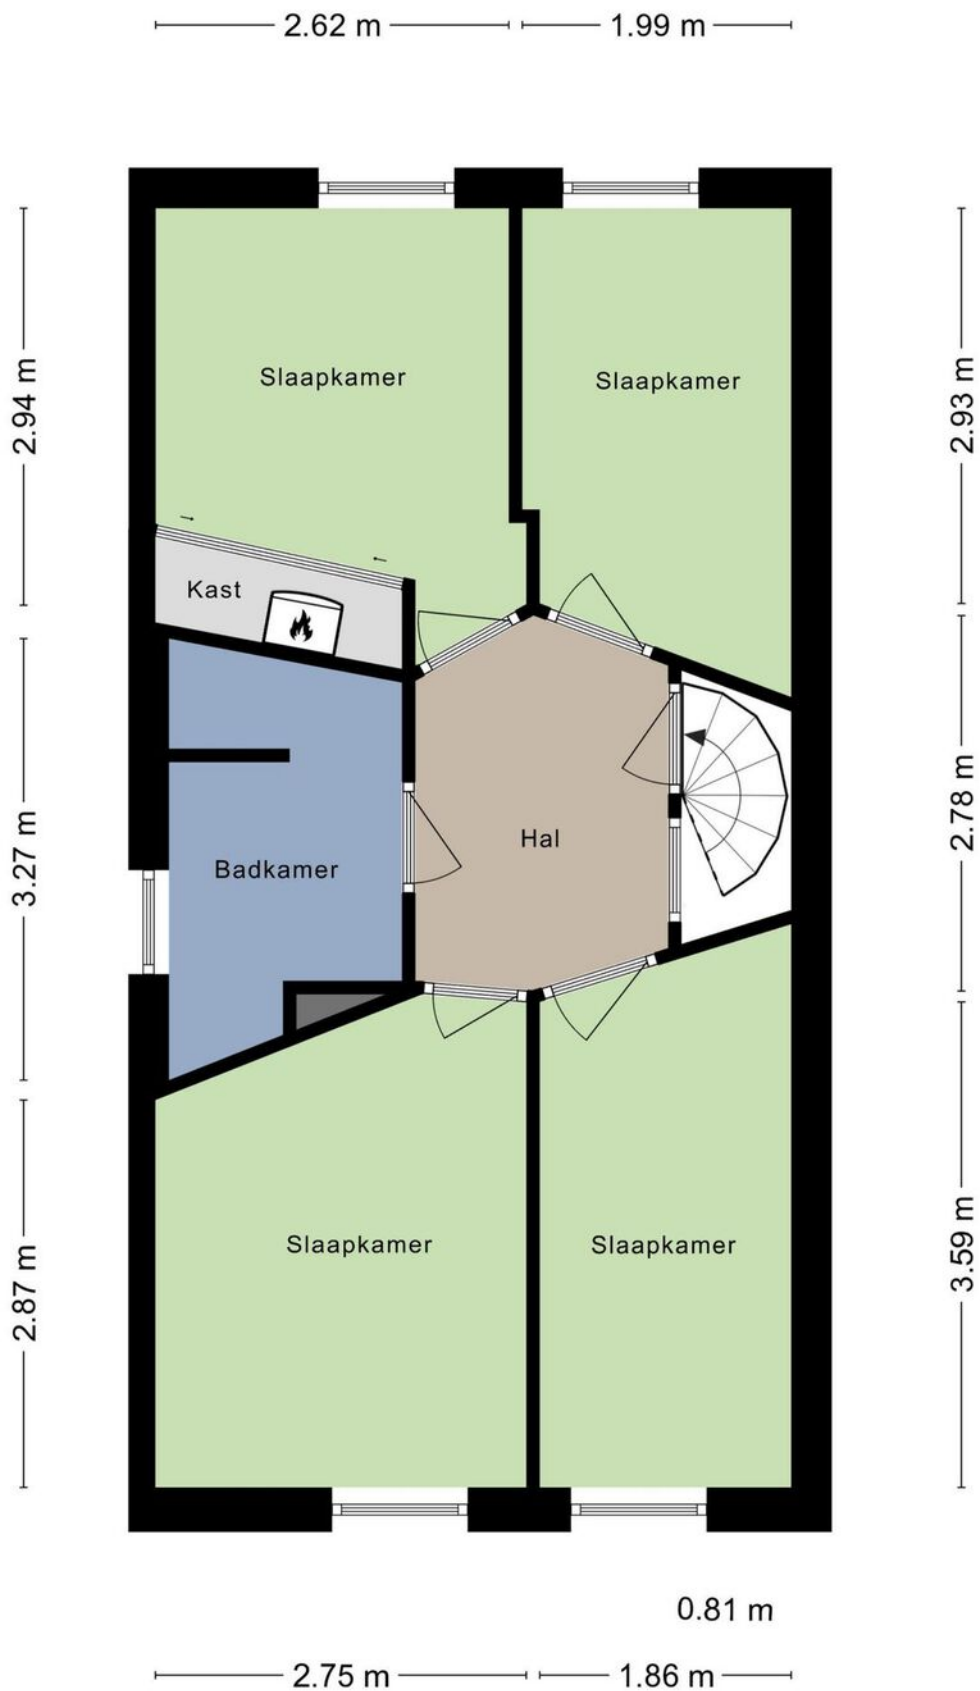 2.62 m
1.99 m
2.94 m
2.93 m
Slaapkamer
Slaapkamer
Kast
3.27 m
2.78 m
Hal
Badkamer
2.87 m
3.59 m
Slaapkamer
Slaapkamer
0.81 m
2.75 m
1.86 m